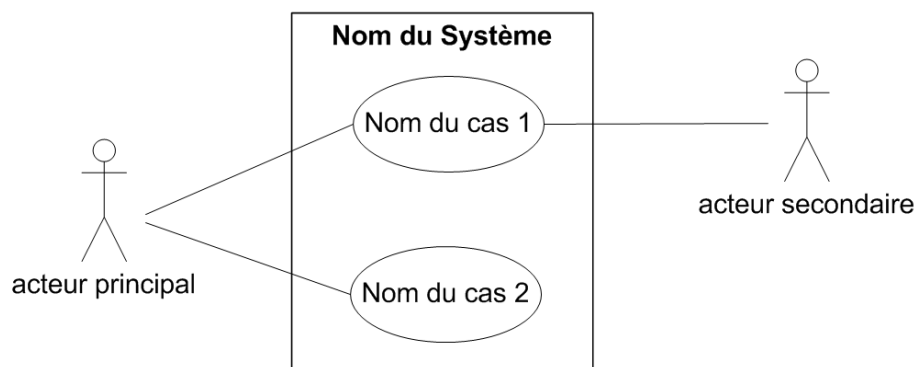 Nom du Système
Nom du cas 1
acteur secondaire
acteur principal
Nom du cas 2